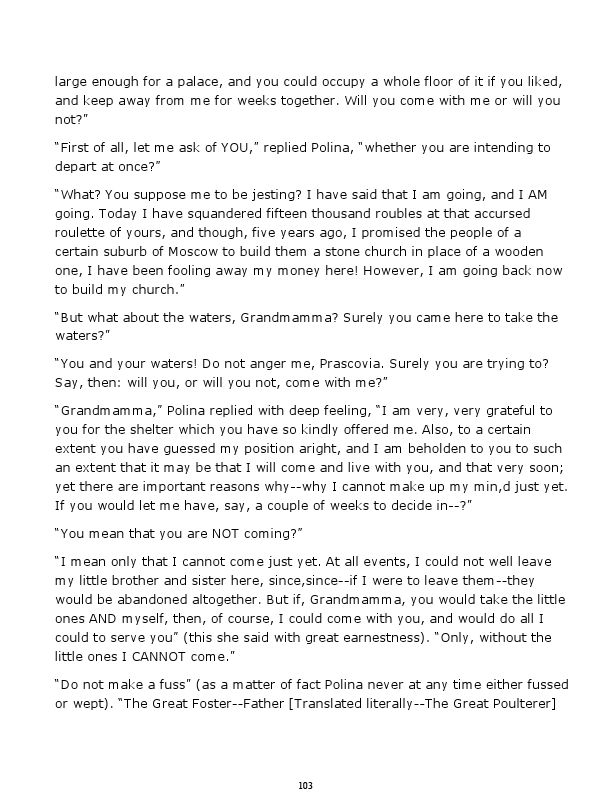 large enough for a palace, and you could occupy a whole floor of it if you liked,
and keep away from me for weeks together. Will you come with me or will you
not?”
“First of all, let me ask of YOU,” replied Polina, “whether you are intending to
depart at once?”
“What? You suppose me to be jesting? I have said that I am going, and I AM
going. Today I have squandered fifteen thousand roubles at that accursed
roulette of yours, and though, five years ago, I promised the people of a
certain suburb of Moscow to build them a stone church in place of a wooden
one, I have been fooling away my money here! However, I am going back now
to build my church.”
“But what about the waters, Grandmamma? Surely you came here to take the
waters?”
“You and your waters! Do not anger me, Prascovia. Surely you are trying to?
Say, then: will you, or will you not, come with me?”
“Grandmamma,” Polina replied with deep feeling, “I am very, very grateful to
you for the shelter which you have so kindly offered me. Also, to a certain
extent you have guessed my position aright, and I am beholden to you to such
an extent that it may be that I will come and live with you, and that very soon;
yet there are important reasons why--why I cannot make up my min,d just yet.
If you would let me have, say, a couple of weeks to decide in--?”
“You mean that you are NOT coming?”
“I mean only that I cannot come just yet. At all events, I could not well leave
my little brother and sister here, since,since--if I were to leave them--they
would be abandoned altogether. But if, Grandmamma, you would take the little
ones AND myself, then, of course, I could come with you, and would do all I
could to serve you” (this she said with great earnestness). “Only, without the
little ones I CANNOT come.”
“Do not make a fuss” (as a matter of fact Polina never at any time either fussed
or wept). “The Great Foster--Father [Translated literally--The Great Poulterer]
103